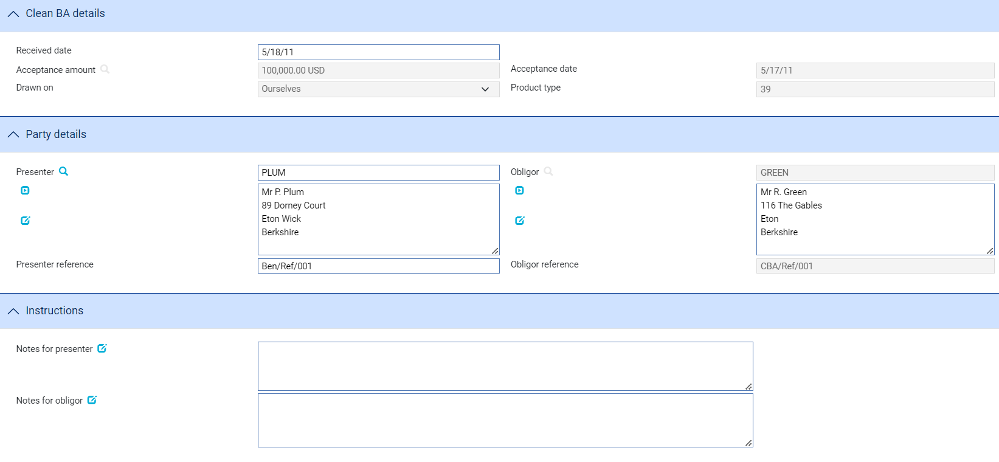 Clean BA details
Received date 5/18/11
Acceptance amount 100,000.00 USD Acceptance date 5/17/11
Drawn on Ourselves Product type 39
Party details
Presenter PLUM Obligor GREEN
Mr P. Plum
89 Dorney Court
Eton Wick
Berkshire
Mr R. Green
116 The Gables
Eton
Berkshire
Presenter reference Ben/Ref/001 Obligor reference CBA/Ref/001
Instructions
Notes for presenter
Notes for obligor